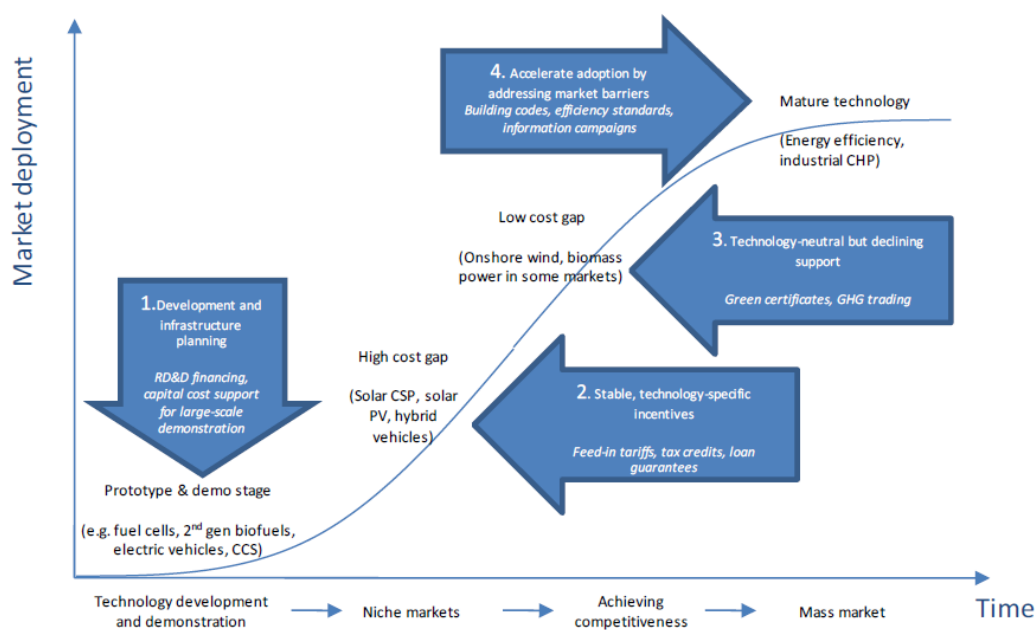 Market deployment
4. Accelerate adoption by
addressing market barriers
Building codes, efficiency standards,
information campaigns
Mature technology
(Energy efficiency,
industrial CHP)
Low cost gap
(Onshore wind, biomass
power in some markets)
3. Technology-neutral but declining
support
Green certificates, GHG trading
1.Development and
infrastructure
planning
RD&D financing,
capital cost support
for large-scale
demonstration
High cost gap
(Solar CSP, solar
PV, hybrid
vehicles)
2. Stable, technology-specific
incentives
Feed-in tariffs, tax credits, loan
guarantees
Prototype & demo stage
(e.g. fuel cells, 2nd gen biofuels,
electric vehicles, CCS)
Technology development
and demonstration
Niche markets
Achieving
competitiveness
Mass market
Time